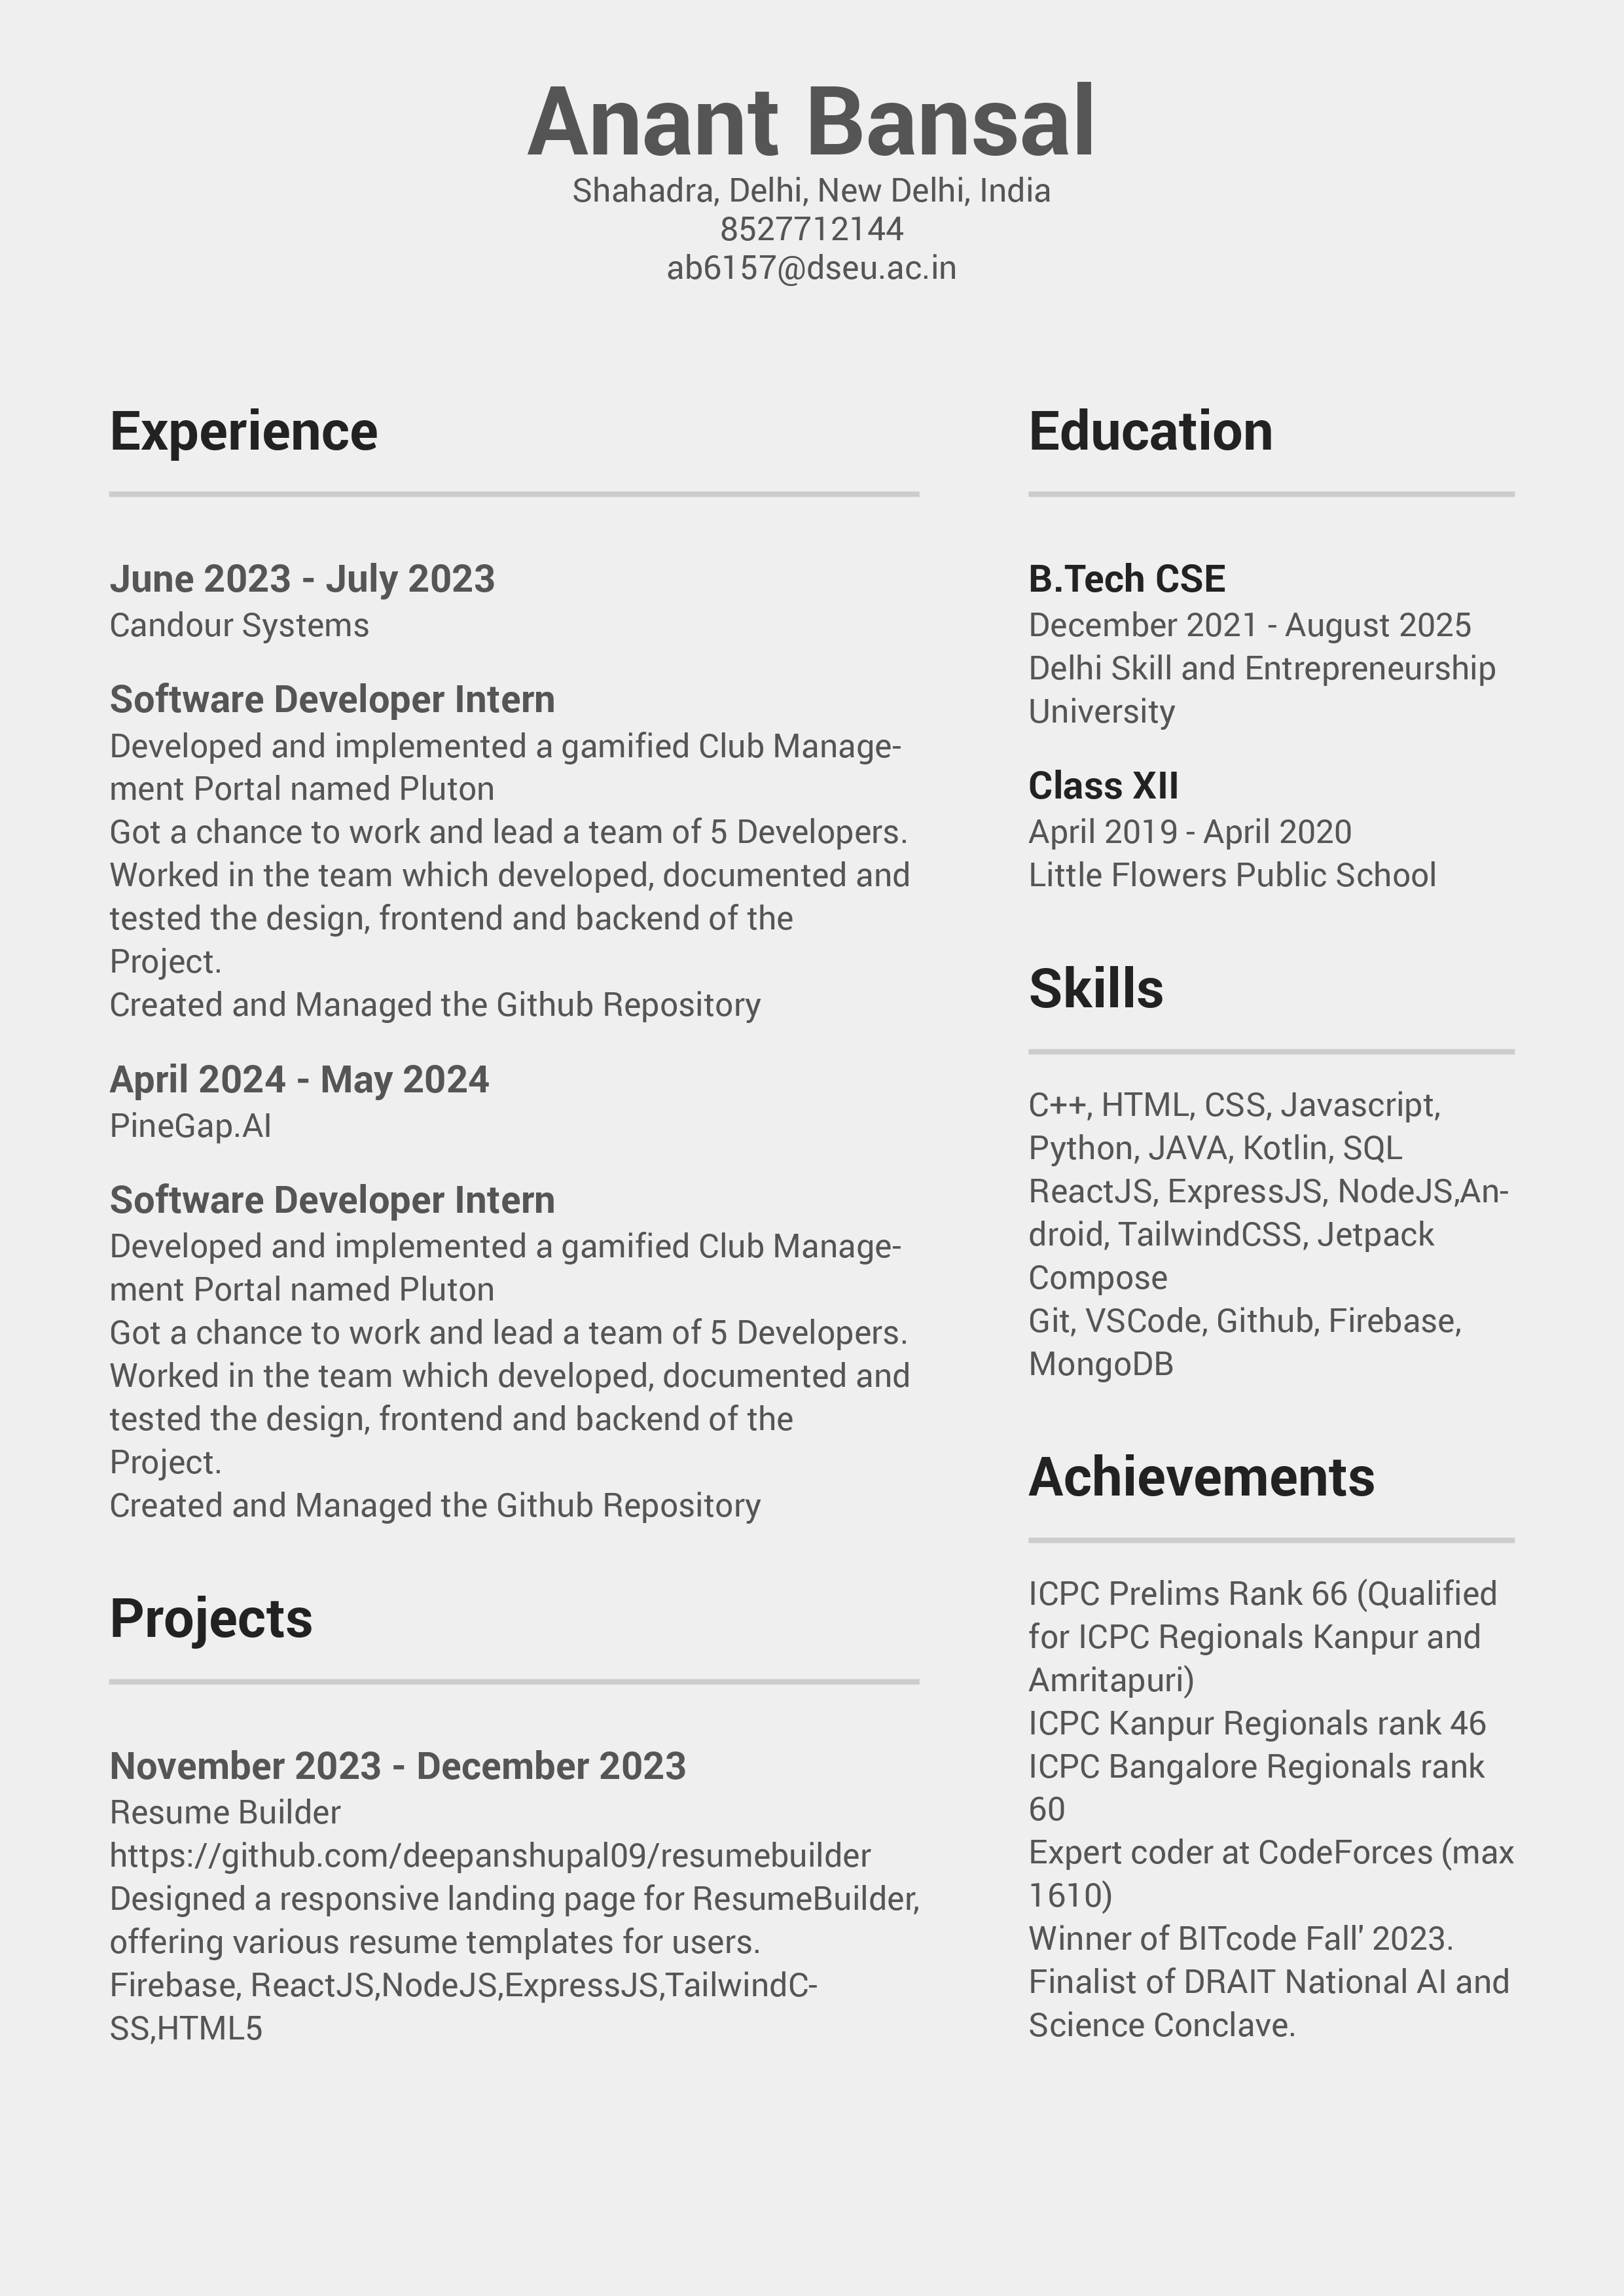 Anant Bansal
Shahadra, Delhi, New Delhi, India
8527712144
ab6157@dseu.ac.in
Experience
June 2023 - July 2023
Candour Systems
Software Developer Intern
Developed and implemented a gamified Club Manage-
ment Portal named Pluton
Got a chance to work and lead a team of 5 Developers.
Worked in the team which developed, documented and
tested the design, frontend and backend of the
Project.
Created and Managed the Github Repository
April 2024 - May 2024
PineGap.AI
Software Developer Intern
Developed and implemented a gamified Club Manage-
ment Portal named Pluton
Got a chance to work and lead a team of 5 Developers.
Worked in the team which developed, documented and
tested the design, frontend and backend of the
Project.
Created and Managed the Github Repository
Projects
November 2023 - December 2023
Resume Builder
https://github.com/deepanshupal09/resumebuilder
Designed a responsive landing page for ResumeBuilder,
offering various resume templates for users.
Firebase, ReactJS,NodeJS,ExpressJS,TailwindC-
SS,HTML5
Education
B.Tech CSE
December 2021 - August 2025
Delhi Skill and Entrepreneurship
University
Class XII
April 2019 - April 2020
Little Flowers Public School
Skills
C++, HTML, CSS, Javascript,
Python, JAVA, Kotlin, SQL
ReactJS, ExpressJS, NodeJS,An-
droid, TailwindCSS, Jetpack
Compose
Git, VSCode, Github, Firebase,
MongoDB
Achievements
ICPC Prelims Rank 66 (Qualified
for ICPC Regionals Kanpur and
Amritapuri)
ICPC Kanpur Regionals rank 46
ICPC Bangalore Regionals rank
60
Expert coder at CodeForces (max
1610)
Winner of BITcode Fall' 2023.
Finalist of DRAIT National AI and
Science Conclave.